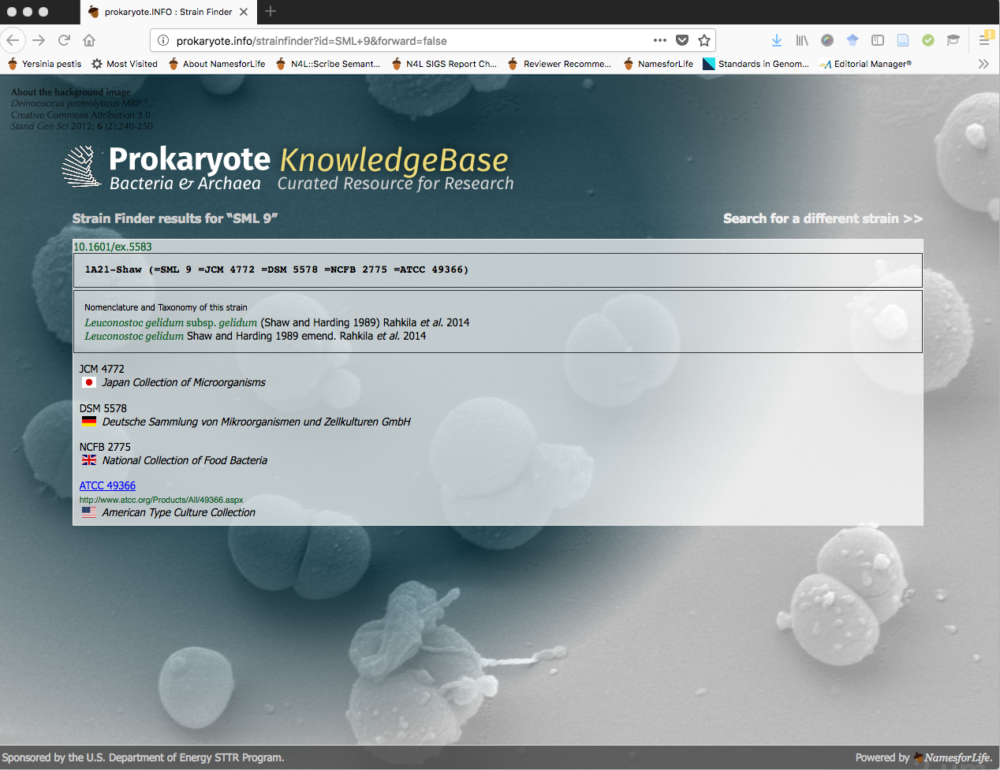 prokaryote.INFO : Strain Finder
prokaryote.info/strainfinder?id=SML+9&forward=false
Yersinia pestis Most Visited About NamesforLife N4L::Scribe Semant... N4L SIGS Report Ch... Reviewer Recomme... NamesforLife Standards in Genom... Editorial Manager®
About the background image
Deinococcus proteolyticus MRP T.
Creative Commons Attribution 3.0
Stand Gen Sci 2012; 6 (2):240-250
Prokaryote KnowledgeBase
Bacteria & Archaea Curated Resource for Research
Strain Finder results for “SML 9” Search for a different strain >>
10.1601/ex.5583
1A21-Shaw (=SML 9 =JCM 4772 =DSM 5578 =NCFB 2775 =ATCC 49366)
Nomenclature and Taxonomy of this strain
Leuconostoc gelidum subsp. gelidum (Shaw and Harding 1989) Rahkila et al. 2014
Leuconostoc gelidum Shaw and Harding 1989 emend. Rahkila et al. 2014
JCM 4772
Japan Collection of Microorganisms
DSM 5578
Deutsche Sammlung von Mikroorganismen und Zellkulturen GmbH
NCFB 2775
National Collection of Food Bacteria
ATCC 49366
http://www.atcc.org/Products/All/49366.aspx
American Type Culture Collection
Sponsored by the U.S. Department of Energy STTR Program. Powered by NamesforLife.